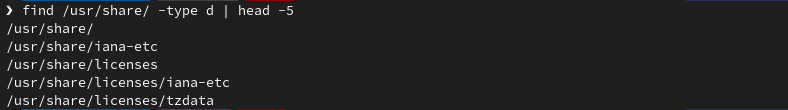 ❯ find /usr/share/ -type d | head -5
/usr/share/
/usr/share/iana-etc
/usr/share/licenses
/usr/share/licenses/iana-etc
/usr/share/licenses/tzdata